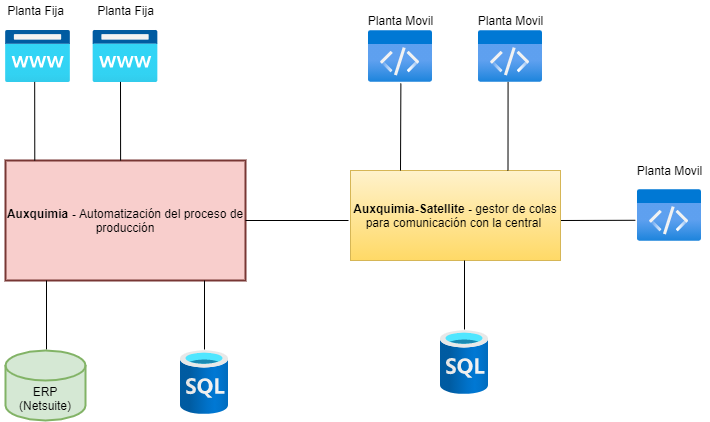 Planta Fija
Planta Fija
Planta Movil
Planta Movil
WWW
WWW
Planta Movil
Auxquimia - Automatización del proceso de
producción
Auxquimia-Satellite - gestor de colas
para comunicación con la central
SQL
SQL
ERP
(Netsuite)